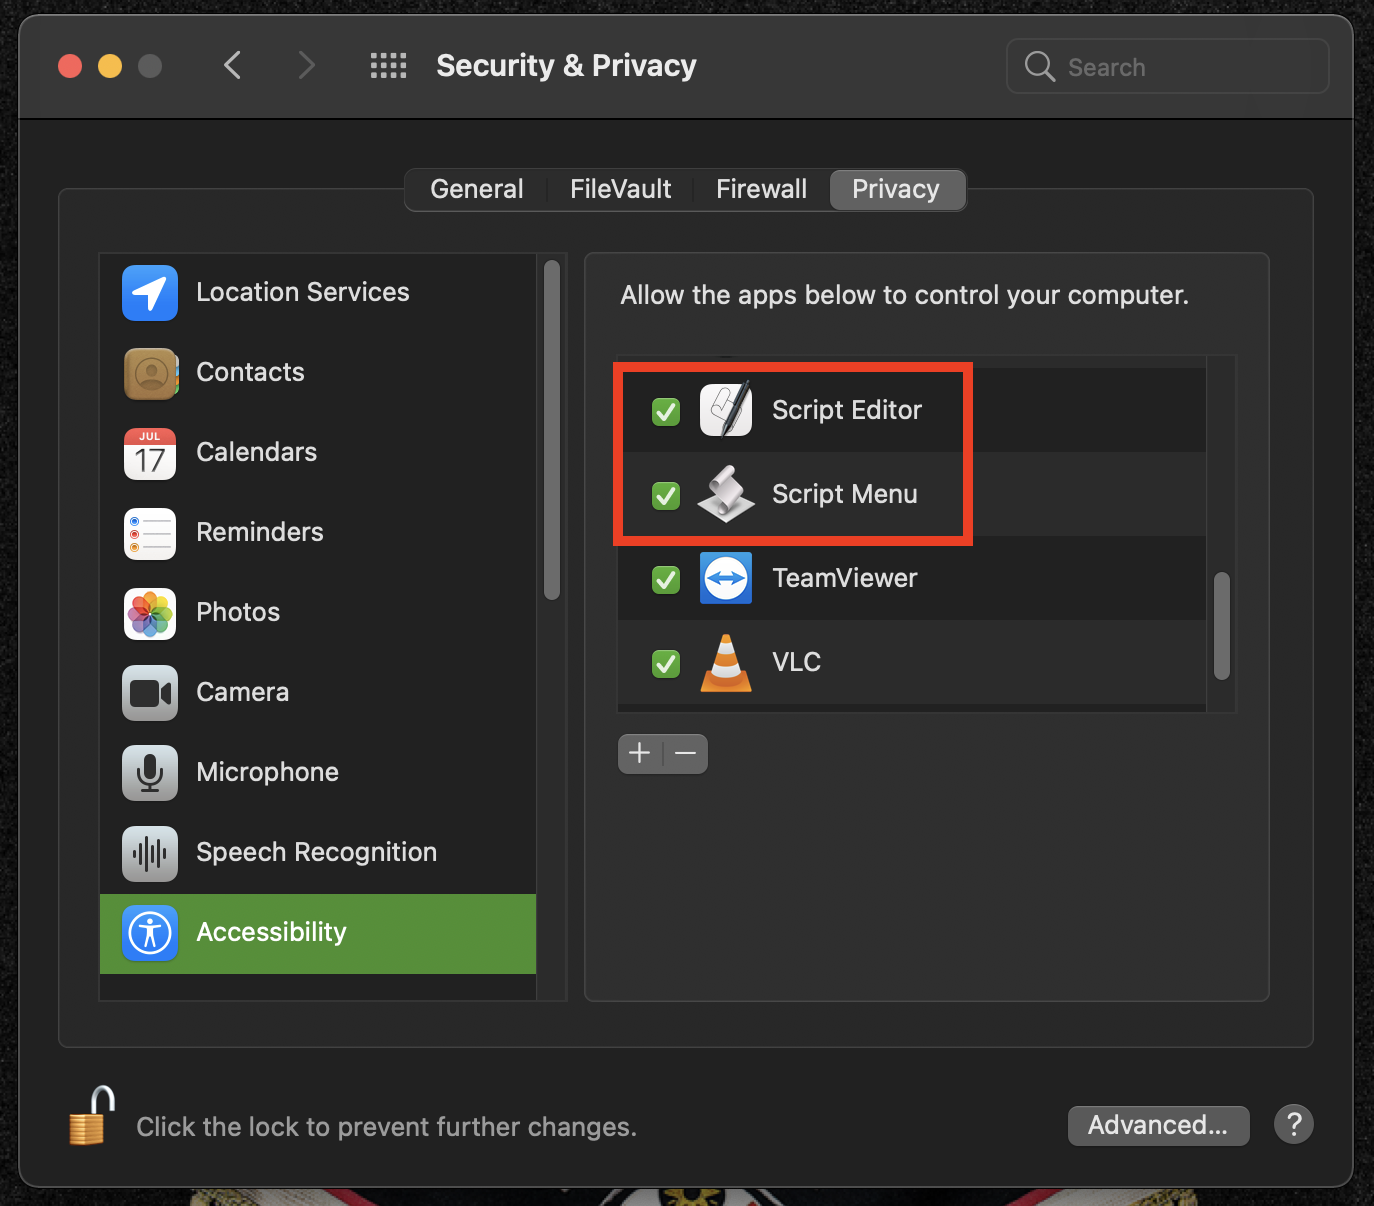 Security & Privacy
Search
General
FileVault
Firewall
Privacy
Location Services
Contacts
JUL
17
Calendars
Reminders
Photos
Camera
Microphone
Speech Recognition
Accessibility
Allow the apps below to control your computer.
Script Editor
Script Menu
TeamViewer
VLC
+
−
Click the lock to prevent further changes.
Advanced...
?